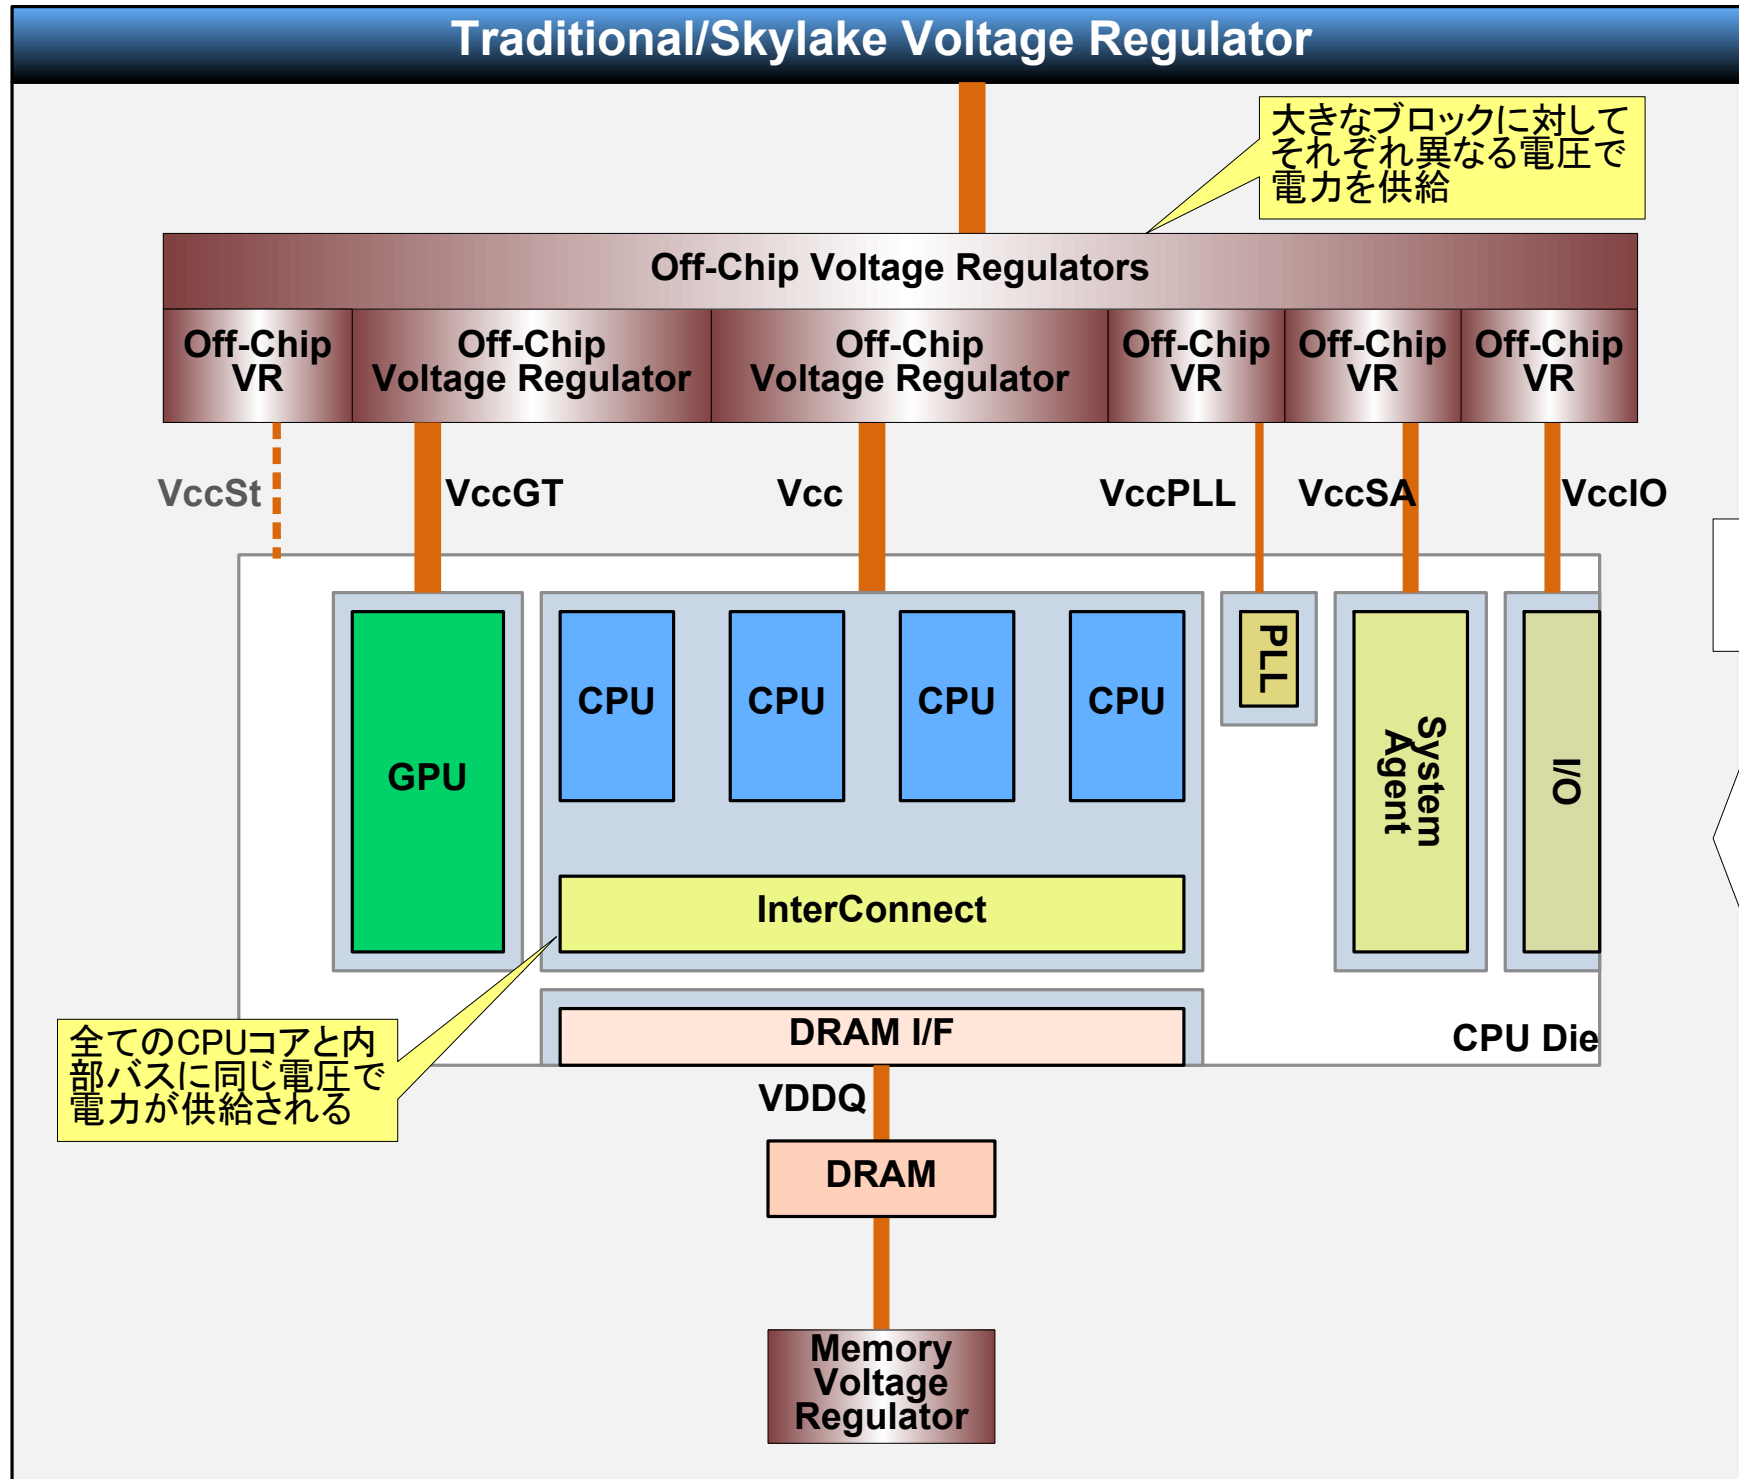 Traditional/Skylake Voltage Regulator
大きなブロックに対して
それぞれ異なる電圧で
電力を供給
Off-Chip Voltage Regulators
Off-Chip
VR
Off-Chip
Voltage Regulator
Off-Chip
Voltage Regulator
Off-Chip
VR
Off-Chip
VR
Off-Chip
VR
VccSt
VccGT
Vcc
VccPLL
VccSA
VccIO
GPU
CPU
CPU
CPU
CPU
PLL
System
Agent
I/O
InterConnect
DRAM I/F
CPU Die
全てのCPUコアと内
部バスに同じ電圧で
電力が供給される
VDDQ
DRAM
Memory
Voltage
Regulator